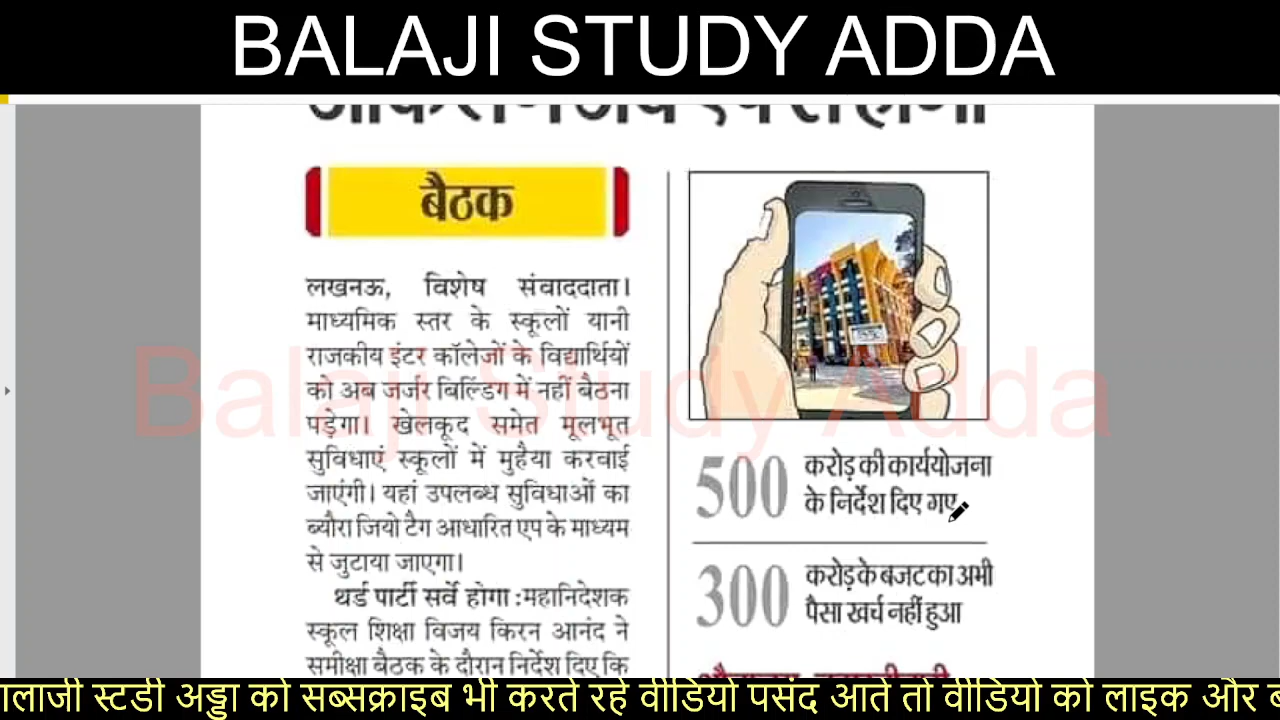 BALAJI STUDY ADDA
बैठक
लखनऊ, विशेष संवाददाता।
माध्यमिक स्तर के स्कूलों यानी
राजकीय इंटर कॉलेजों के विद्यार्थियों
को अब जर्जर बिल्डिंग में नहीं बैठना
पड़ेगा। खेलकूद समेत मूलभूत
सुविधाएं स्कूलों में मुहैया करवाई
जाएंगी। यहां उपलब्ध सुविधाओं का
ब्यौरा जियो टैग आधारित एप के माध्यम
से जुटाया जाएगा।
थर्ड पार्टी सर्वे होगा :महानिदेशक
स्कूल शिक्षा विजय किरन आनंद ने
समीक्षा बैठक के दौरान निर्देश दिए कि
500 करोड़ की कार्ययोजना
के निर्देश दिए गए
300 करोड़ के बजट का अभी
पैसा खर्च नहीं हुआ
Balaji Study Adda
स्टडी अड्डा को सब्सक्राइब भी करते रहे वीडियो पसंद आते तो वीडियो को लाइक और